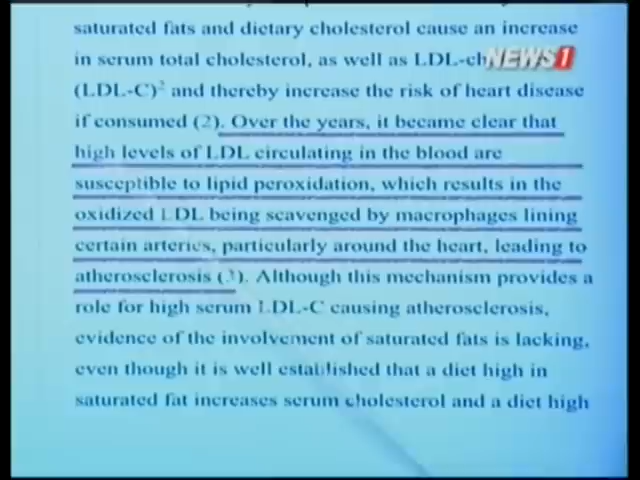 saturated fats and dietary cholesterol cause an increase
in serum total cholesterol, as well as
NEWS1
(LDL-C)² and thereby increase the risk of heart disease
if consumed (2). Over the years, it became clear that
high levels of LDL circulating in the blood are
susceptible to lipid peroxidation, which results in the
oxidized LDL being scavenged by macrophages lining
certain arteries, particularly around the heart, leading to
atherosclerosis (3). Although this mechanism provides a
role for high serum LDL-C causing atherosclerosis,
evidence of the involvement of saturated fats is lacking,
even though it is well established that a diet high in
saturated fat increases serum cholesterol and a diet high